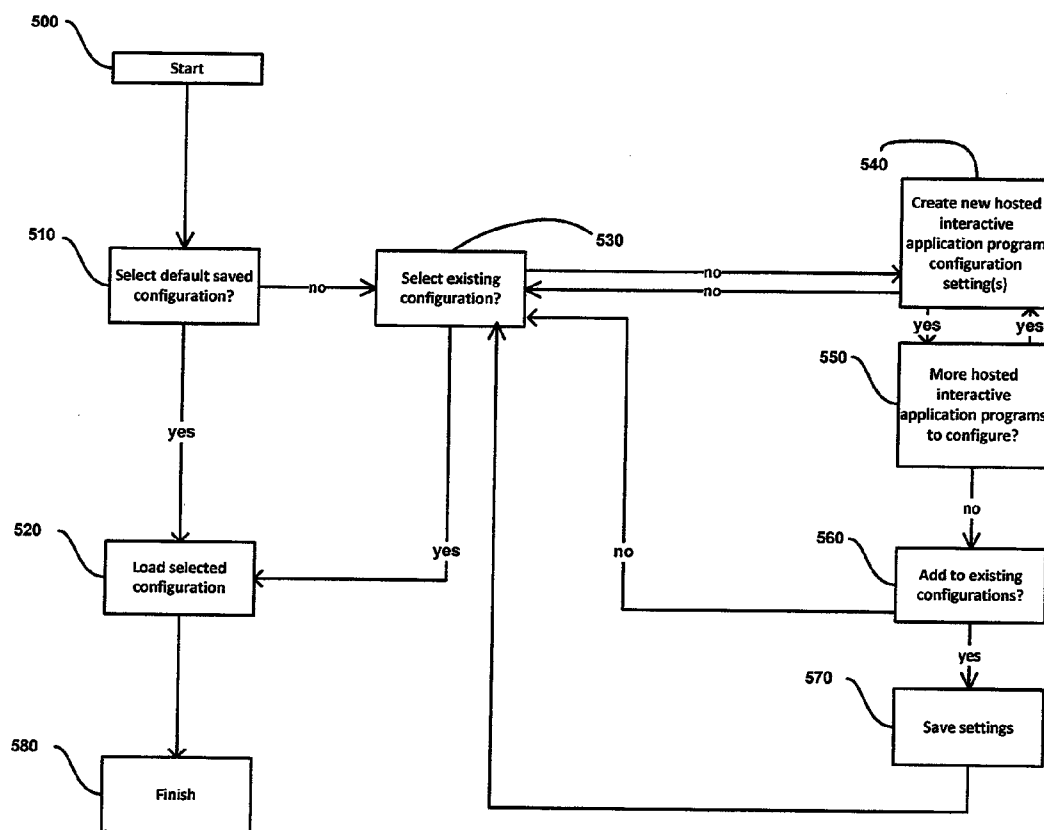 500
Start
540
Create new hosted
interactive
application program
configuration
setting(s)
510
Select default saved
configuration?
no
530
Select existing
configuration?
no
no
yes
yes
550
More hosted
interactive
application programs
to configure?
yes
no
520
Load selected
configuration
yes
no
560
Add to existing
configurations?
yes
570
Save settings
580
Finish